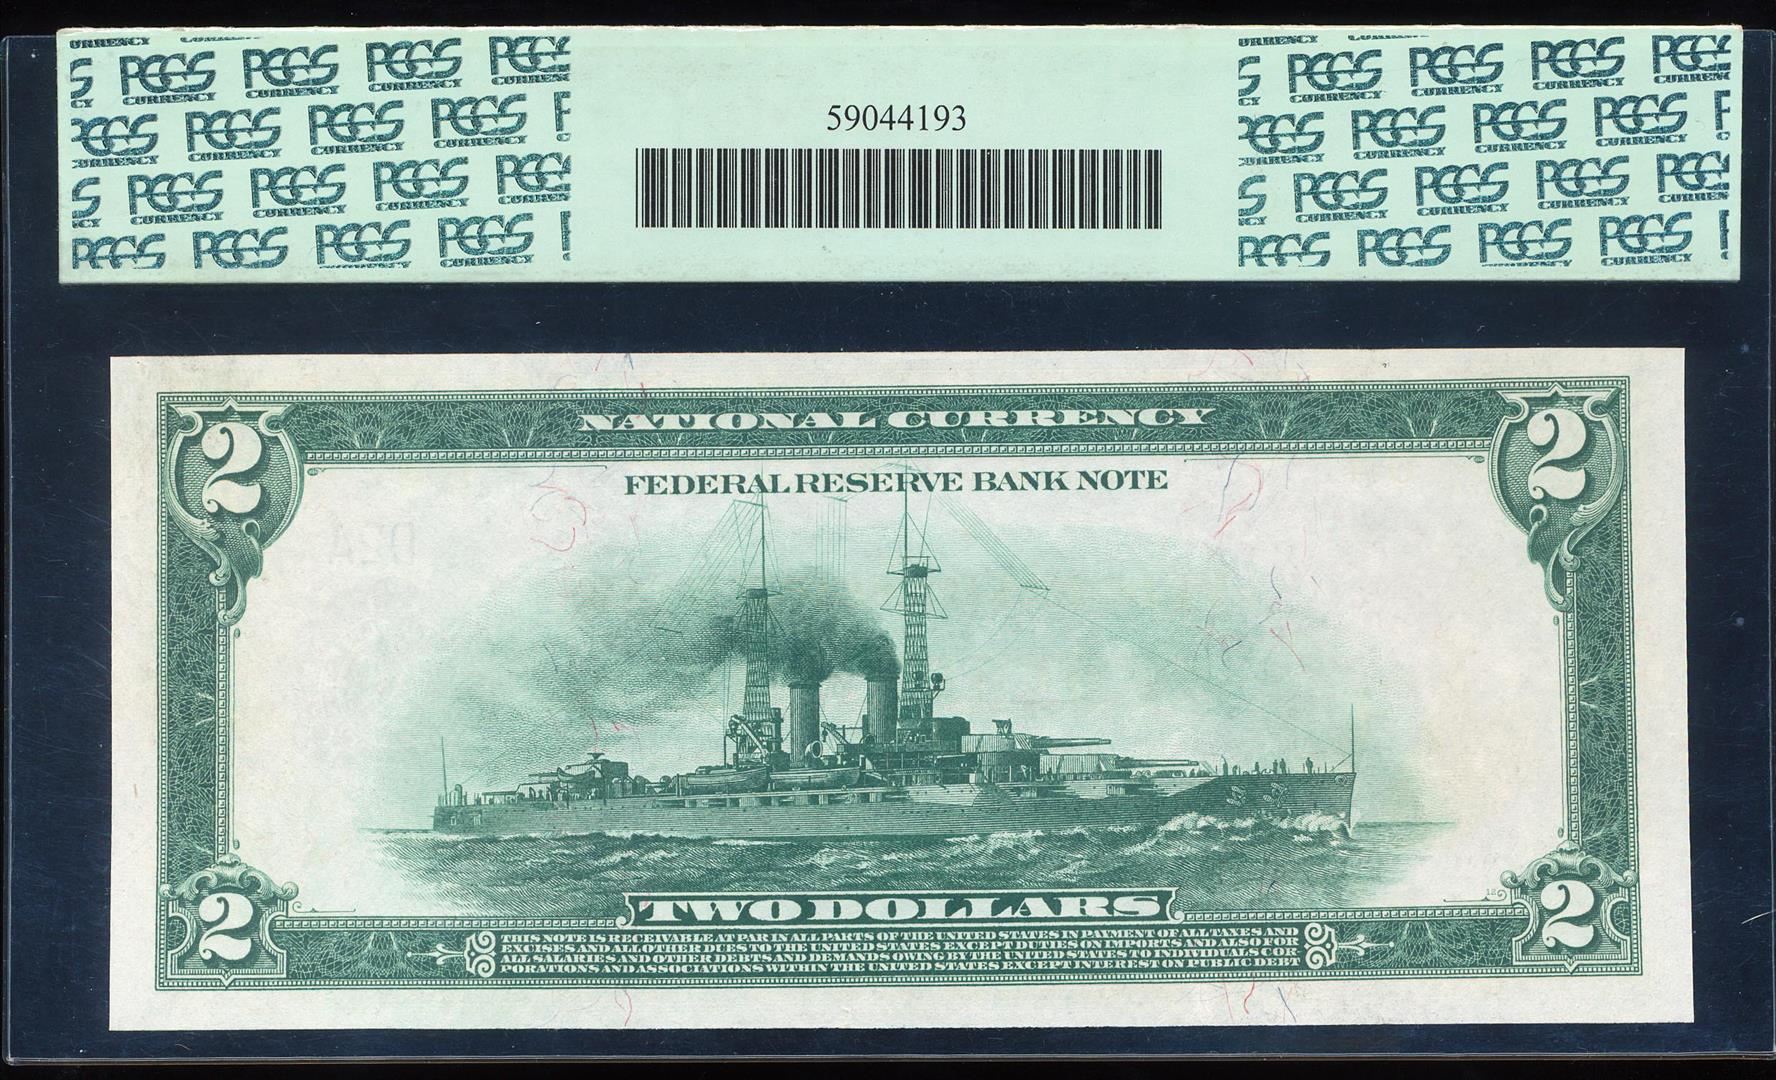 PCGS CURRENCY
59044193
NATIONAL CURRENCY
FEDERAL RESERVE BANK NOTE
2 2
TWO DOLLARS
12
2 2
THIS NOTE IS RECEIVABLE AT PAR IN ALL PARTS OF THE UNITED STATES IN PAYMENT OF ALL TAXES AND
EXCISES AND ALL OTHER DUES TO THE UNITED STATES EXCEPT DUTIES ON IMPORTS AND ALSO FOR
ALL SALARIES AND OTHER DEBTS AND DEMANDS OWING BY THE UNITED STATES TO INDIVIDUALS COR
PORATIONS AND ASSOCIATIONS WITHIN THE UNITED STATES EXCEPT INTEREST ON PUBLIC DEBT